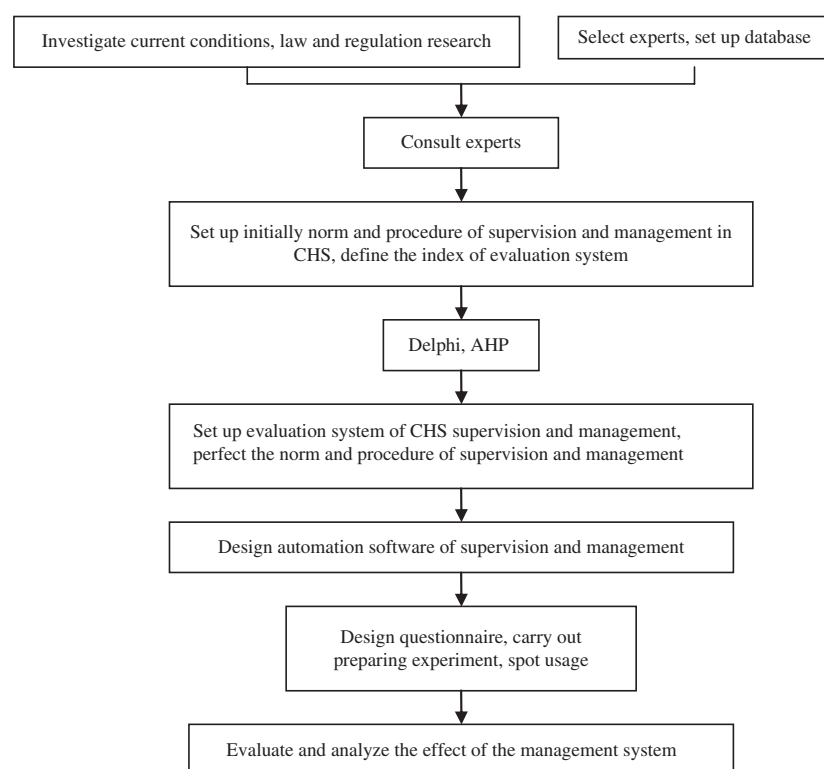 Investigate current conditions, law and regulation research
Select experts, set up database
Consult experts
Set up initially norm and procedure of supervision and management in
CHS, define the index of evaluation system
Delphi, AHP
Set up evaluation system of CHS supervision and management,
perfect the norm and procedure of supervision and management
Design automation software of supervision and management
Design questionnaire, carry out
preparing experiment, spot usage
Evaluate and analyze the effect of the management system